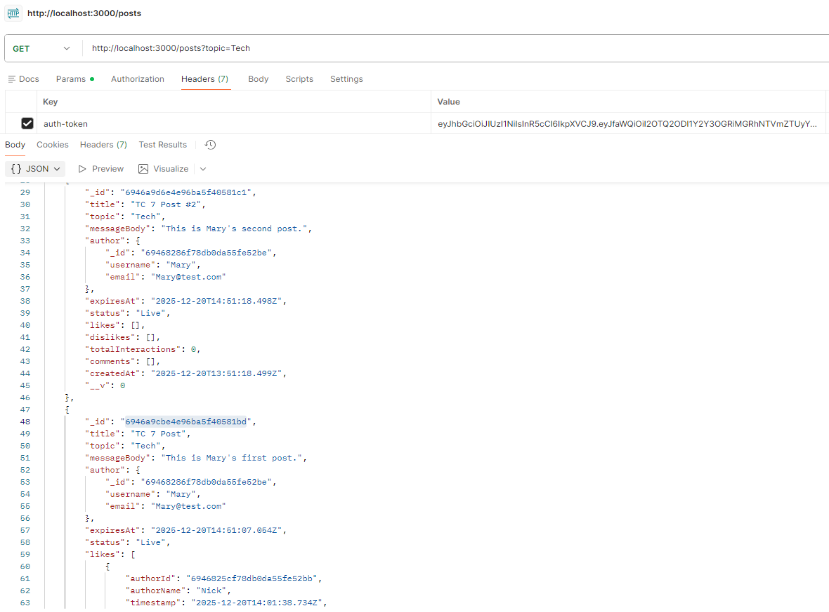 HTTP http://localhost:3000/posts
GET http://localhost:3000/posts?topic=Tech
Docs Params Authorization Headers (7) Body Scripts Settings
Key Value
auth-token
Body Cookies Headers (7) Test Results
{} JSON Preview Visualize
29 "_id": "6946a9d6e4e96ba5f40581c1",
30 "title": "TC 7 Post #2",
31 "topic": "Tech",
32 "messageBody": "This is Mary's second post.",
33 "author": {
34 "_id": "69468286f78db0da55fe52be",
35 "username": "Mary",
36 "email": "Mary@test.com"
37 },
38 "expiresAt": "2025-12-20T14:51:18.498Z",
39 "status": "Live",
40 "likes": [],
41 "dislikes": [],
42 "totalInteractions": 0,
43 "comments": [],
44 "createdAt": "2025-12-20T13:51:18.499Z",
45 "__v": 0
46 },
47 {
48 "_id": "6946a9cbe4e96ba5f40581bd",
49 "title": "TC 7 Post",
50 "topic": "Tech",
51 "messageBody": "This is Mary's first post.",
52 "author": {
53 "_id": "69468286f78db0da55fe52be",
54 "username": "Mary",
55 "email": "Mary@test.com"
56 },
57 "expiresAt": "2025-12-20T14:51:07.054Z",
58 "status": "Live",
59 "likes": [
60 {
61 "authorId": "6946825cf78db0da55fe52bb",
62 "authorName": "Nick",
63 "timestamp": "2025-12-20T14:01:38.734Z",